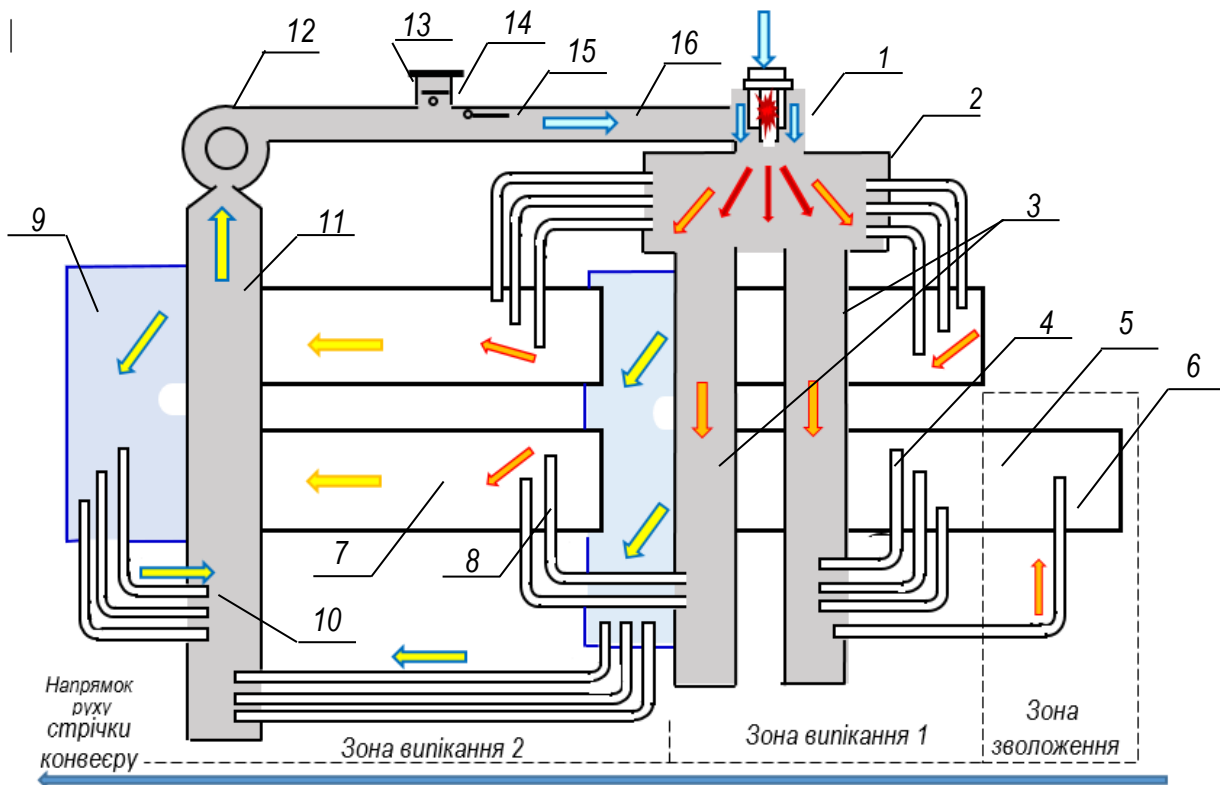 12
13
14
15
16
1
2
3
9
11
4
5
6
7
8
10
Напрямок
руху
стрічки
конвеєру
Зона випікання 2
Зона випікання 1
Зона
зволоження